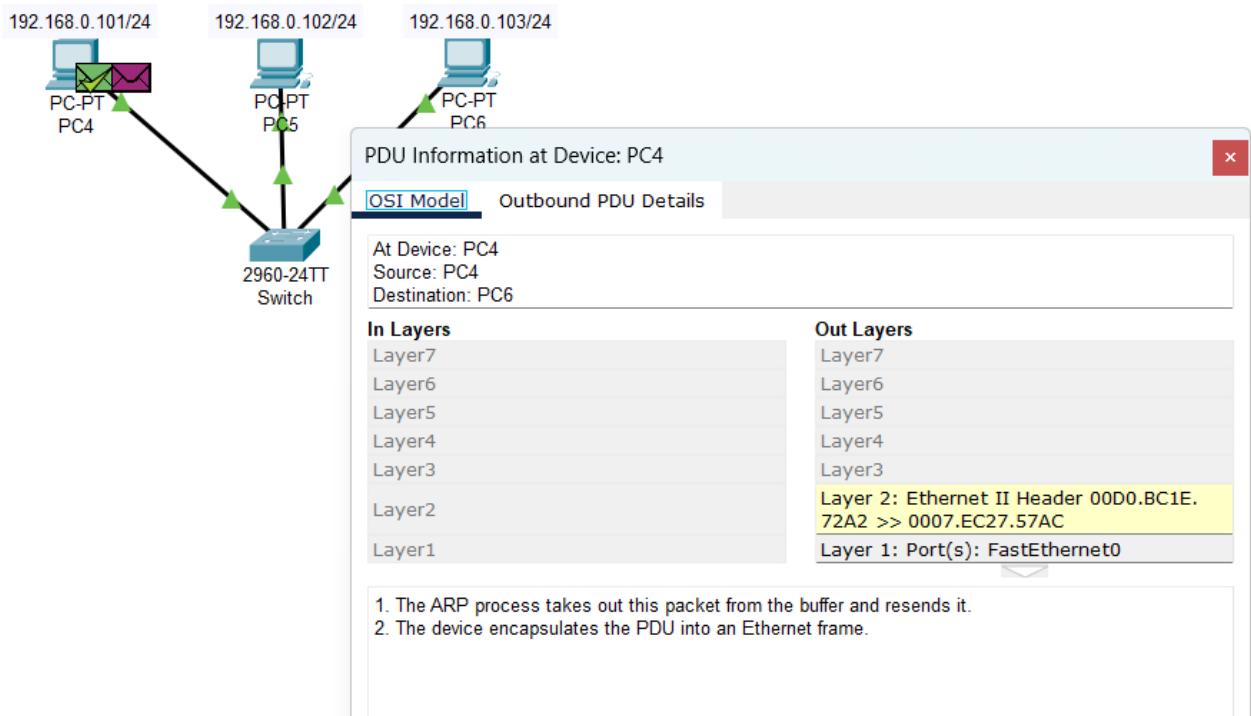 192.168.0.101/24
192.168.0.102/24
192.168.0.103/24
PC-PT
PC4
PC-PT
PC5
PC-PT
PC6
2960-24TT
Switch
PDU Information at Device: PC4
OSI Model
Outbound PDU Details
At Device: PC4
Source: PC4
Destination: PC6
In Layers
Layer7
Layer6
Layer5
Layer4
Layer3
Layer2
Layer1
Out Layers
Layer7
Layer6
Layer5
Layer4
Layer3
Layer 2: Ethernet II Header 00D0.BC1E.
72A2 >> 0007.EC27.57AC
Layer 1: Port(s): FastEthernet0
1. The ARP process takes out this packet from the buffer and resends it.
2. The device encapsulates the PDU into an Ethernet frame.